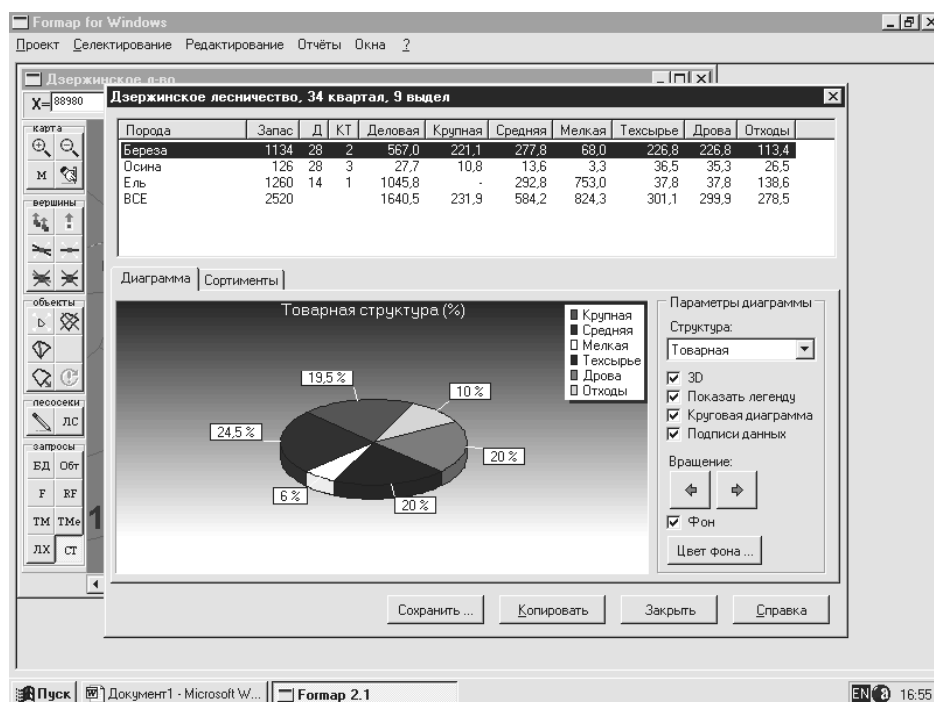 Formap for Windows
Проект Селектирование Редактирование Отчёты Окна ?
Дзержинское л-во
X= 88980
Дзержинское лесничество, 34 квартал, 9 выдел
Порода Запас Д КТ Деловая Крупная Средняя Мелкая Техсырье Дрова Отходы
Береза 1134 28 2 567,0 221,1 277,8 68,0 226,8 226,8 113,4
Осина 126 28 3 27,7 10,8 13,6 3,3 36,5 35,3 26,5
Ель 1260 14 1 1045,8 - 292,8 753,0 37,8 37,8 138,6
ВСЕ 2520 1640,5 231,9 584,2 824,3 301,1 299,9 278,5
карта
М
вершины
объекты
лесосеки
ЛС
запросы
БД Обт
F RF
ТМ ТМе
ЛХ СТ
1
Диаграмма Сортименты
Товарная структура (%)
Крупная
Средняя
Мелкая
Техсырье
Дрова
Отходы
19,5 %
10 %
24,5 %
20 %
6 %
20 %
Параметры диаграммы
Структура:
Товарная
3D
Показать легенду
Круговая диаграмма
Подписи данных
Вращение:
Фон
Цвет фона ...
Сохранить ... Копировать Закрыть Справка
Пуск Документ1 - Microsoft W... Formap 2.1 EN 16:55